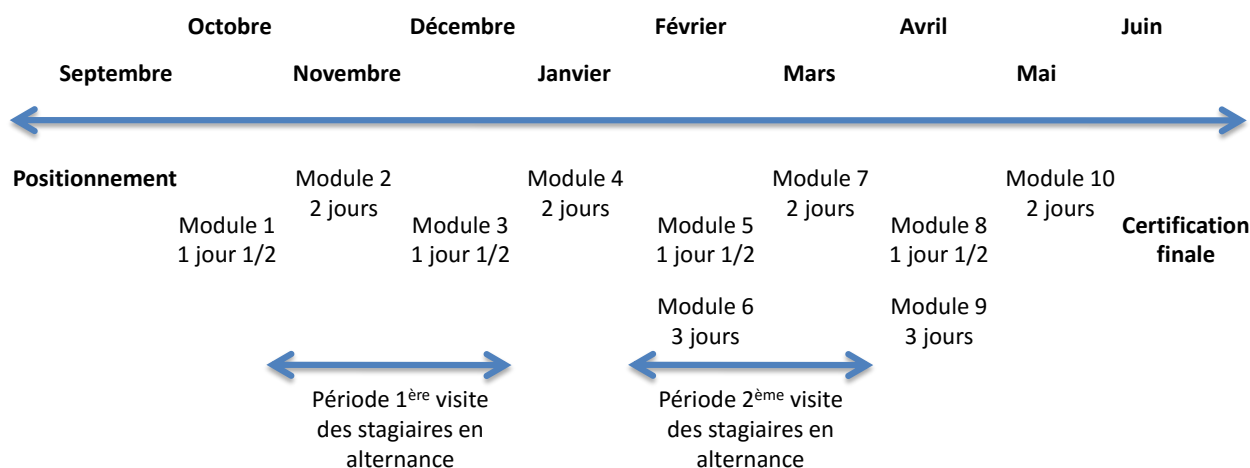 Octobre Décembre Février Avril Juin
Septembre Novembre Janvier Mars Mai
Positionnement Module 2 Module 4 Module 7 Module 10
2 jours 2 jours 2 jours 2 jours
Module 1 Module 3 Module 5 Module 8 Certification
1 jour 1/2 1 jour 1/2 1 jour 1/2 1 jour 1/2 finale
Module 6 Module 9
3 jours 3 jours
Période 1ère visite Période 2ème visite
des stagiaires en des stagiaires en
alternance alternance